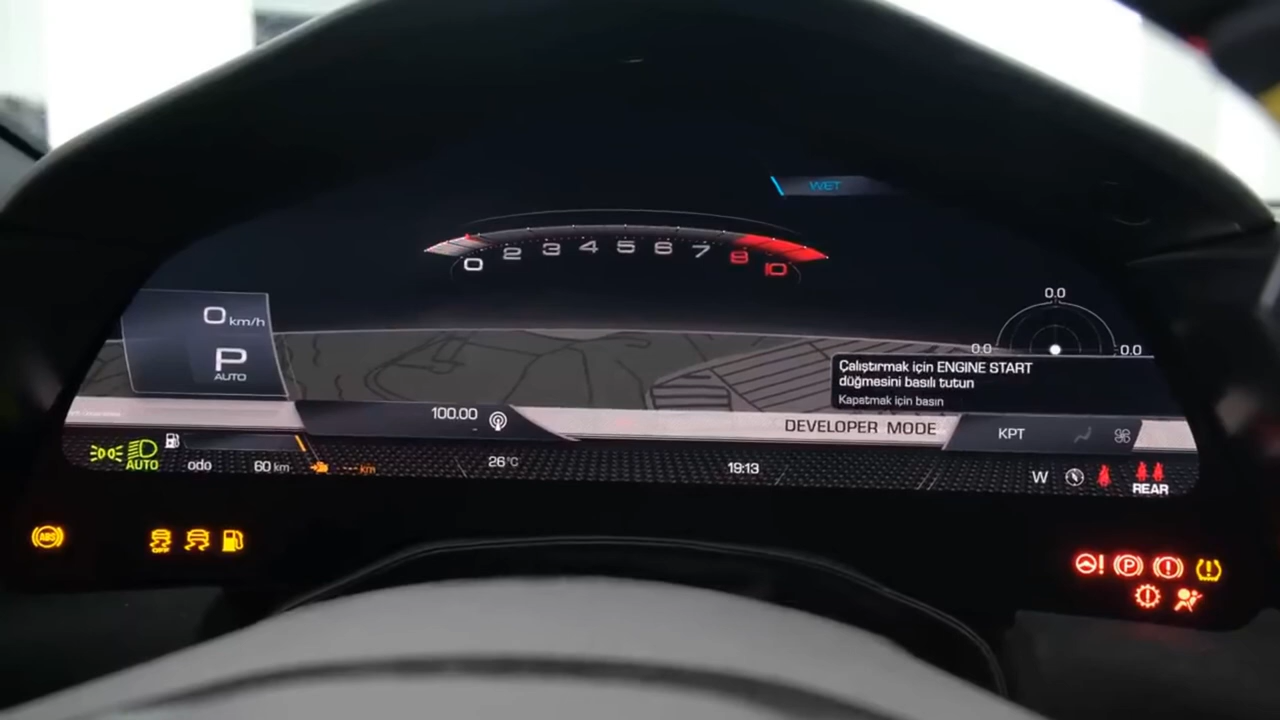 WET
0 2 3 4 5 6 7 8 10
0.0
0 km/h
0.0
0.0
P
AUTO
Çalıştırmak için ENGINE START
düğmesini basılı tutun
Kapatmak için basın
100.00
DEVELOPER MODE
KPT
AUTO
odo
60 km
--- km
26°C
19:13
W
REAR
ABS
OFF
P